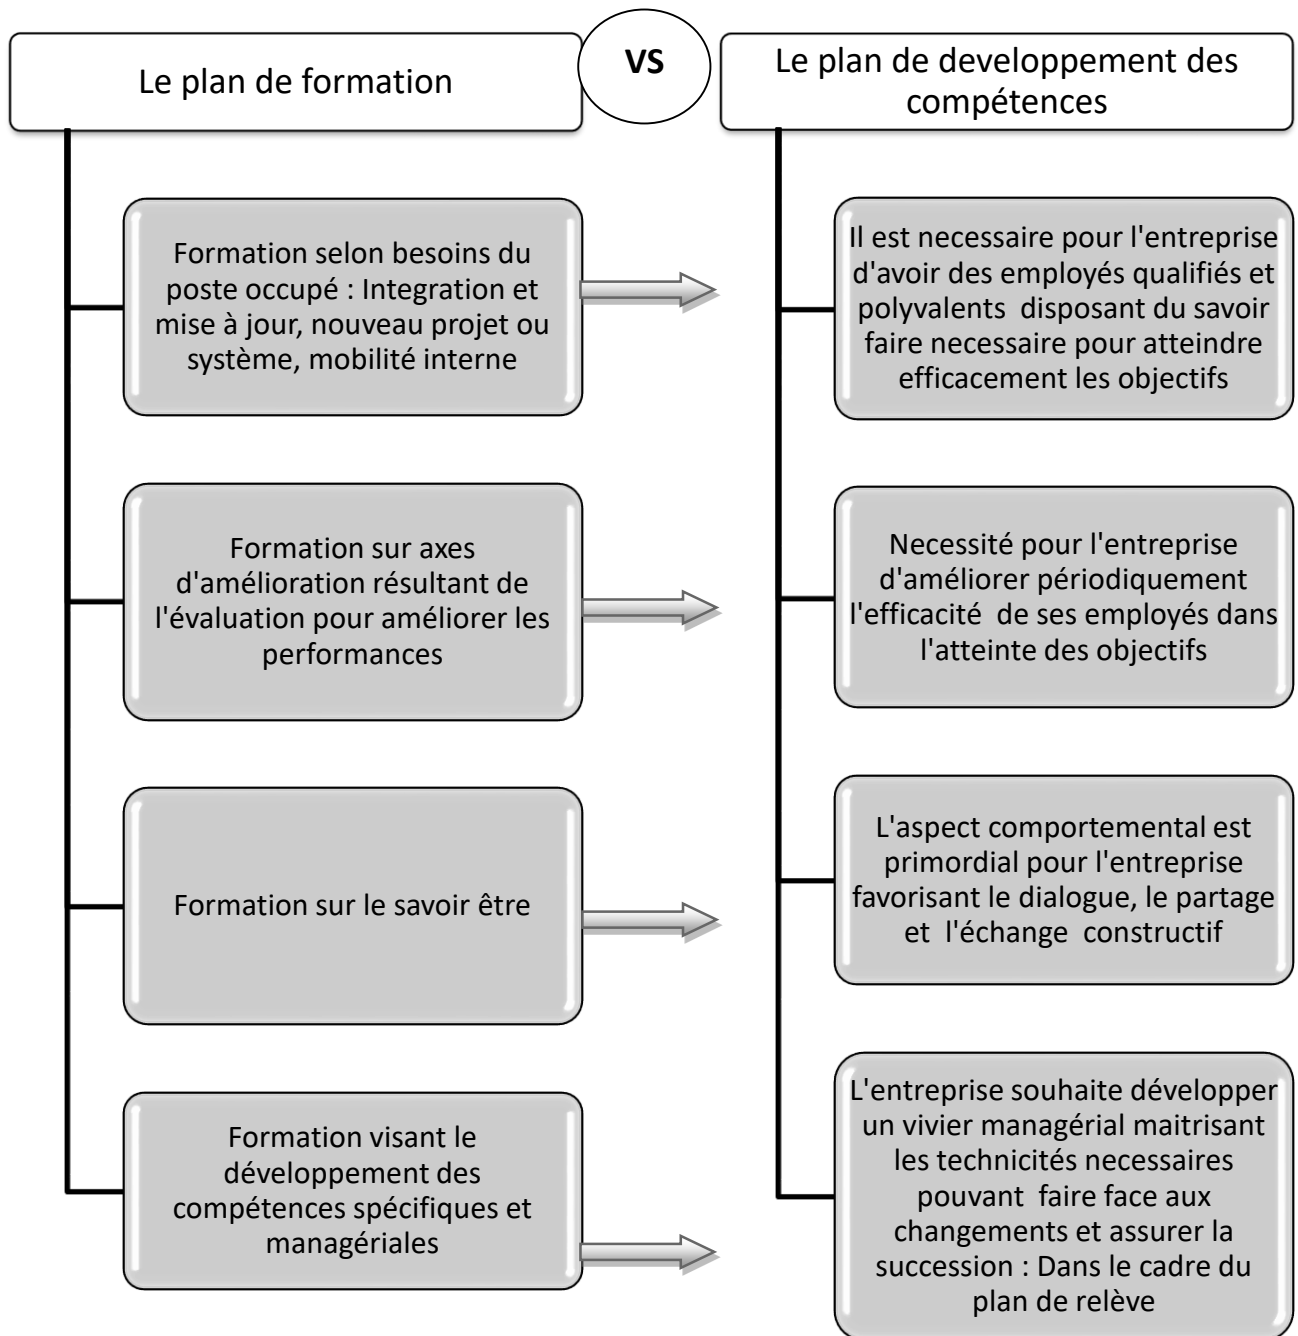 Le plan de formation
VS
Le plan de developpement des
compétences
Formation selon besoins du
poste occupé : Integration et
mise à jour, nouveau projet ou
système, mobilité interne
Il est necessaire pour l'entreprise
d'avoir des employés qualifiés et
polyvalents disposant du savoir
faire necessaire pour atteindre
efficacement les objectifs
Formation sur axes
d'amélioration résultant de
l'évaluation pour améliorer les
performances
Necessité pour l'entreprise
d'améliorer périodiquement
l'efficacité de ses employés dans
l'atteinte des objectifs
Formation sur le savoir être
L'aspect comportemental est
primordial pour l'entreprise
favorisant le dialogue, le partage
et l'échange constructif
Formation visant le
développement des
compétences spécifiques et
managériales
L'entreprise souhaite développer
un vivier managérial maitrisant
les technicités necessaires
pouvant faire face aux
changements et assurer la
succession : Dans le cadre du
plan de relève